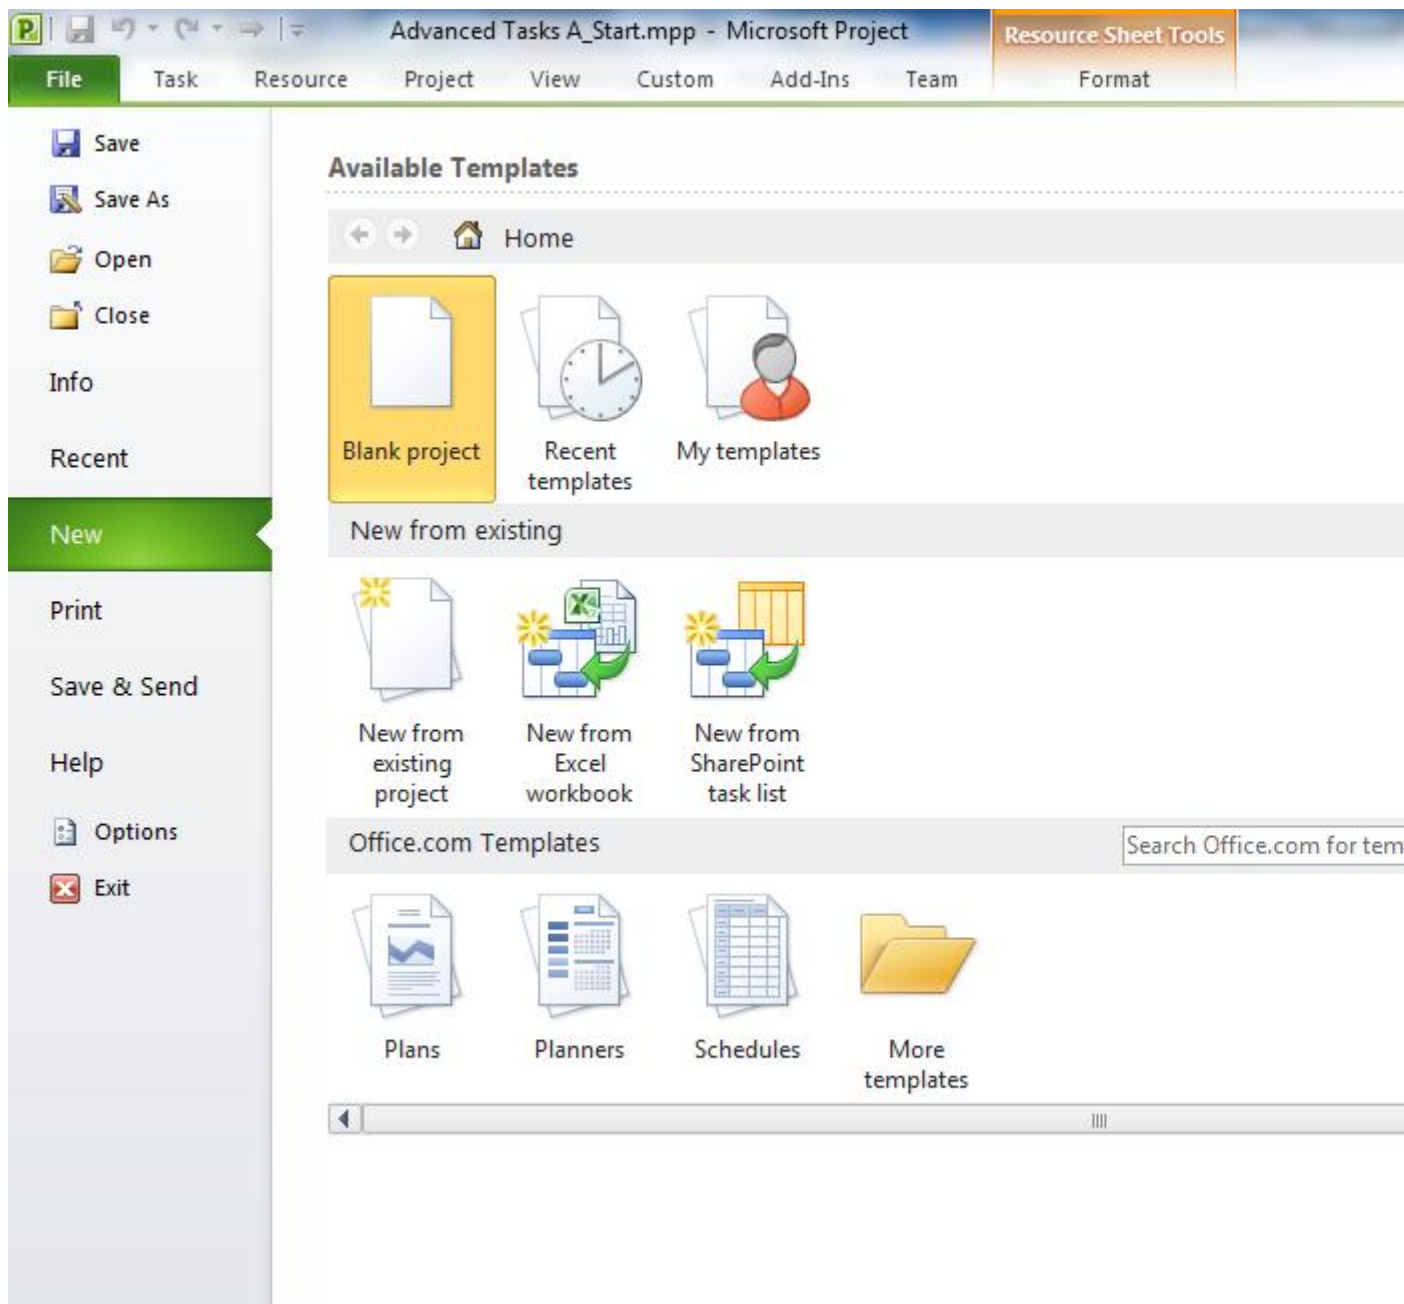 Advanced Tasks A_Start.mpp - Microsoft Project
Resource Sheet Tools
File Task Resource Project View Custom Add-Ins Team Format
Save
Save As
Open
Close
Info
Recent
New
Print
Save & Send
Help
Options
Exit
Available Templates
Home
Blank project
Recent
templates
My templates
New from existing
New from
existing
project
New from
Excel
workbook
New from
SharePoint
task list
Office.com Templates
Search Office.com for tem
Plans
Planners
Schedules
More
templates